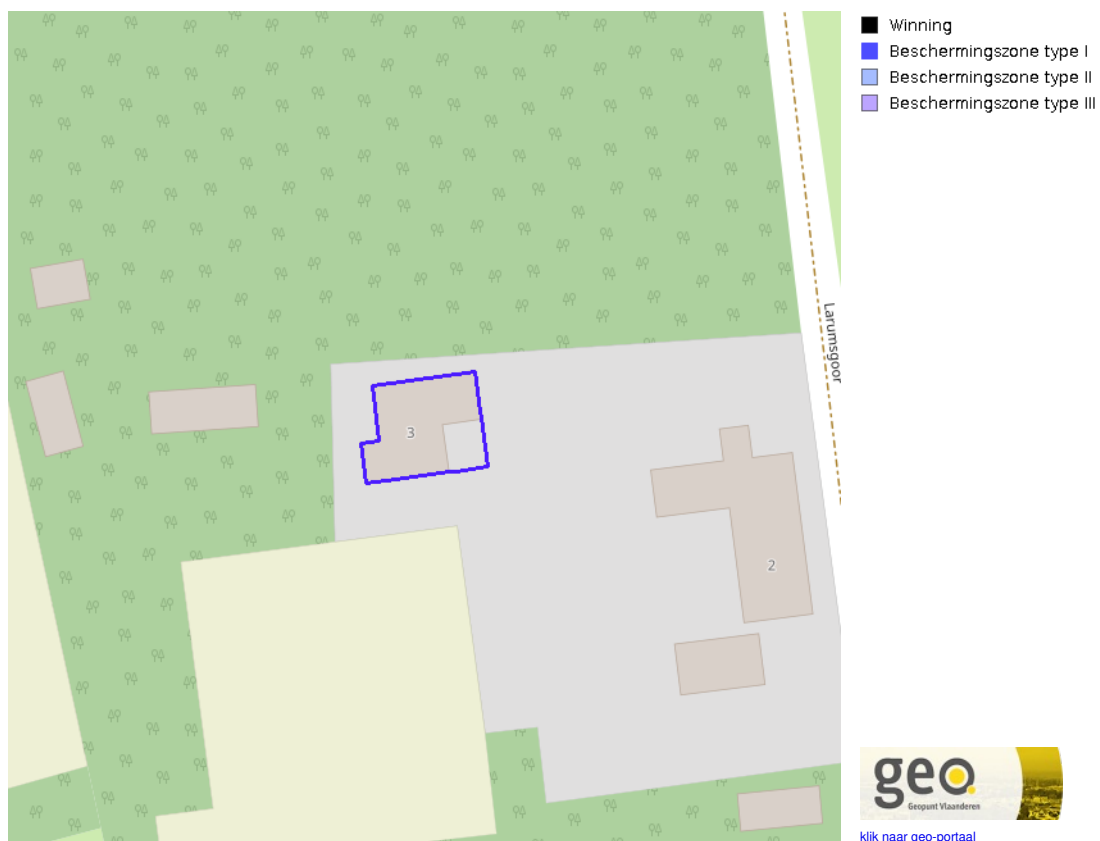 Winning
Beschermingszone type I
Beschermingszone type II
Beschermingszone type III
Larumsgoor
3
2
geo
Geopunt Vlaanderen
klik naar geo-portaal